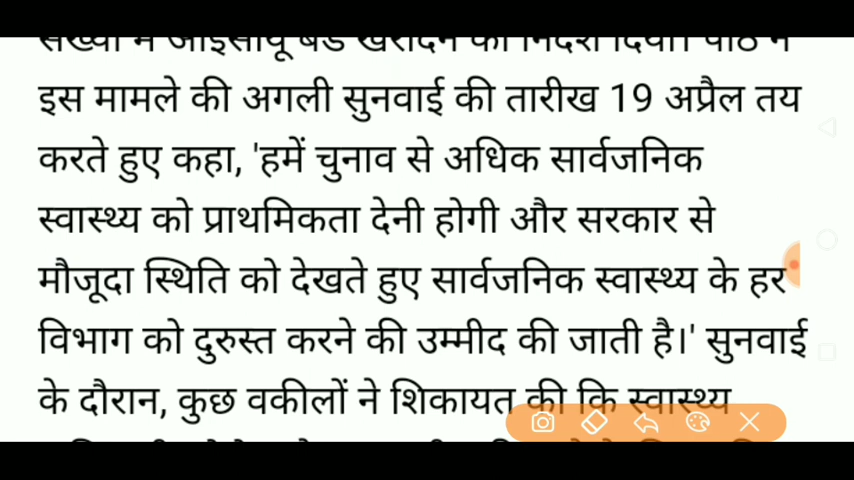 इस मामले की अगली सुनवाई की तारीख 19 अप्रैल तय
करते हुए कहा, 'हमें चुनाव से अधिक सार्वजनिक
स्वास्थ्य को प्राथमिकता देनी होगी और सरकार से
मौजूदा स्थिति को देखते हुए सार्वजनिक स्वास्थ्य के हर
विभाग को दुरुस्त करने की उम्मीद की जाती है।' सुनवाई
के दौरान, कुछ वकीलों ने शिकायत की कि स्वास्थ्य